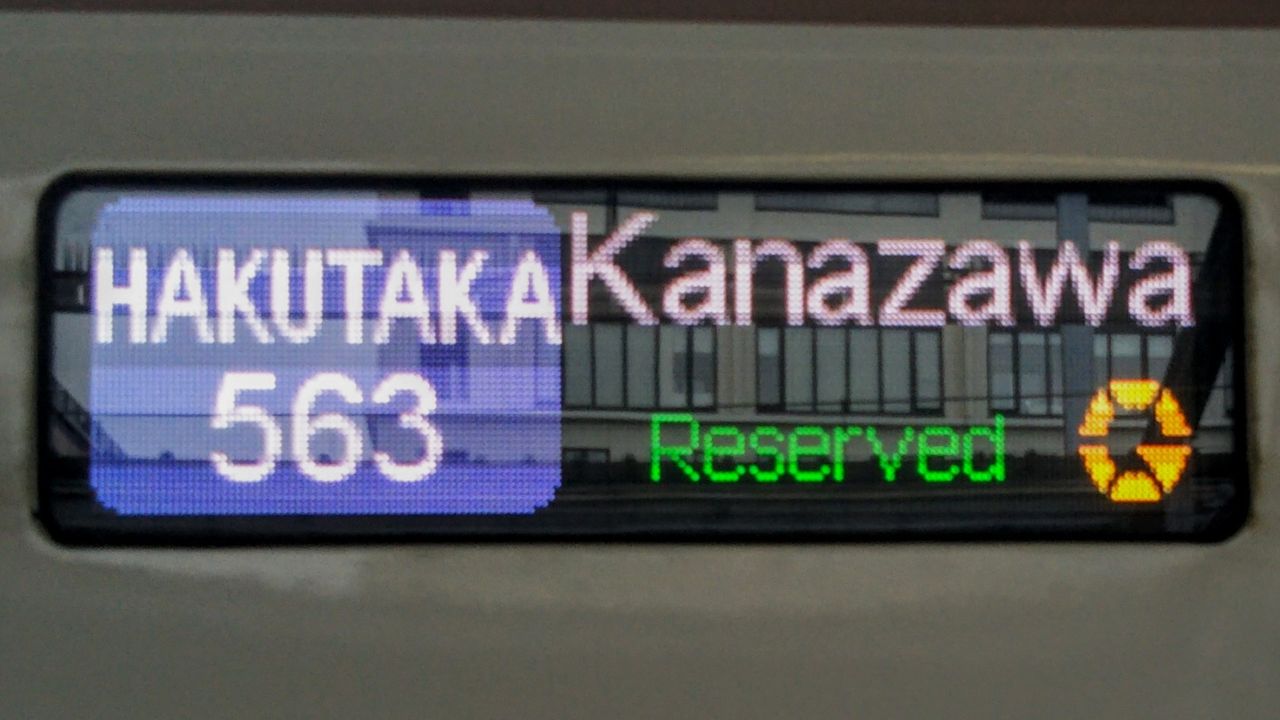 HAKUTAKA
563
Kanazawa
Reserved